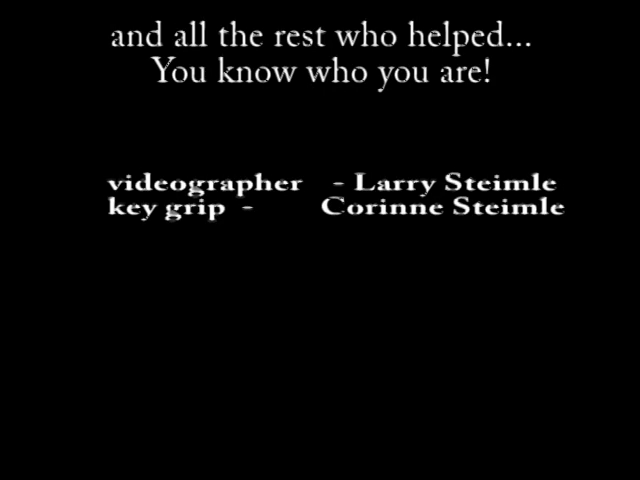 and all the rest who helped...
You know who you are!
videographer - Larry Steimle
key grip - Corinne Steimle